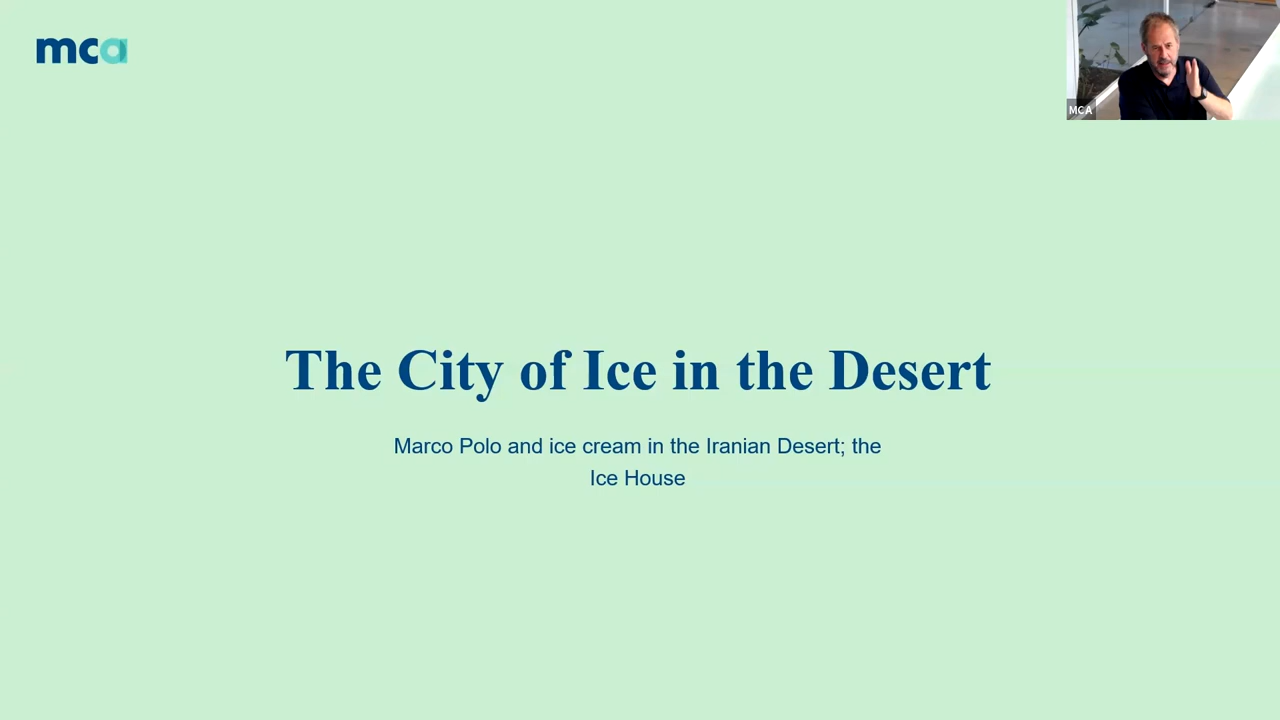 mca
MCA
The City of Ice in the Desert
Marco Polo and ice cream in the Iranian Desert; the
Ice House